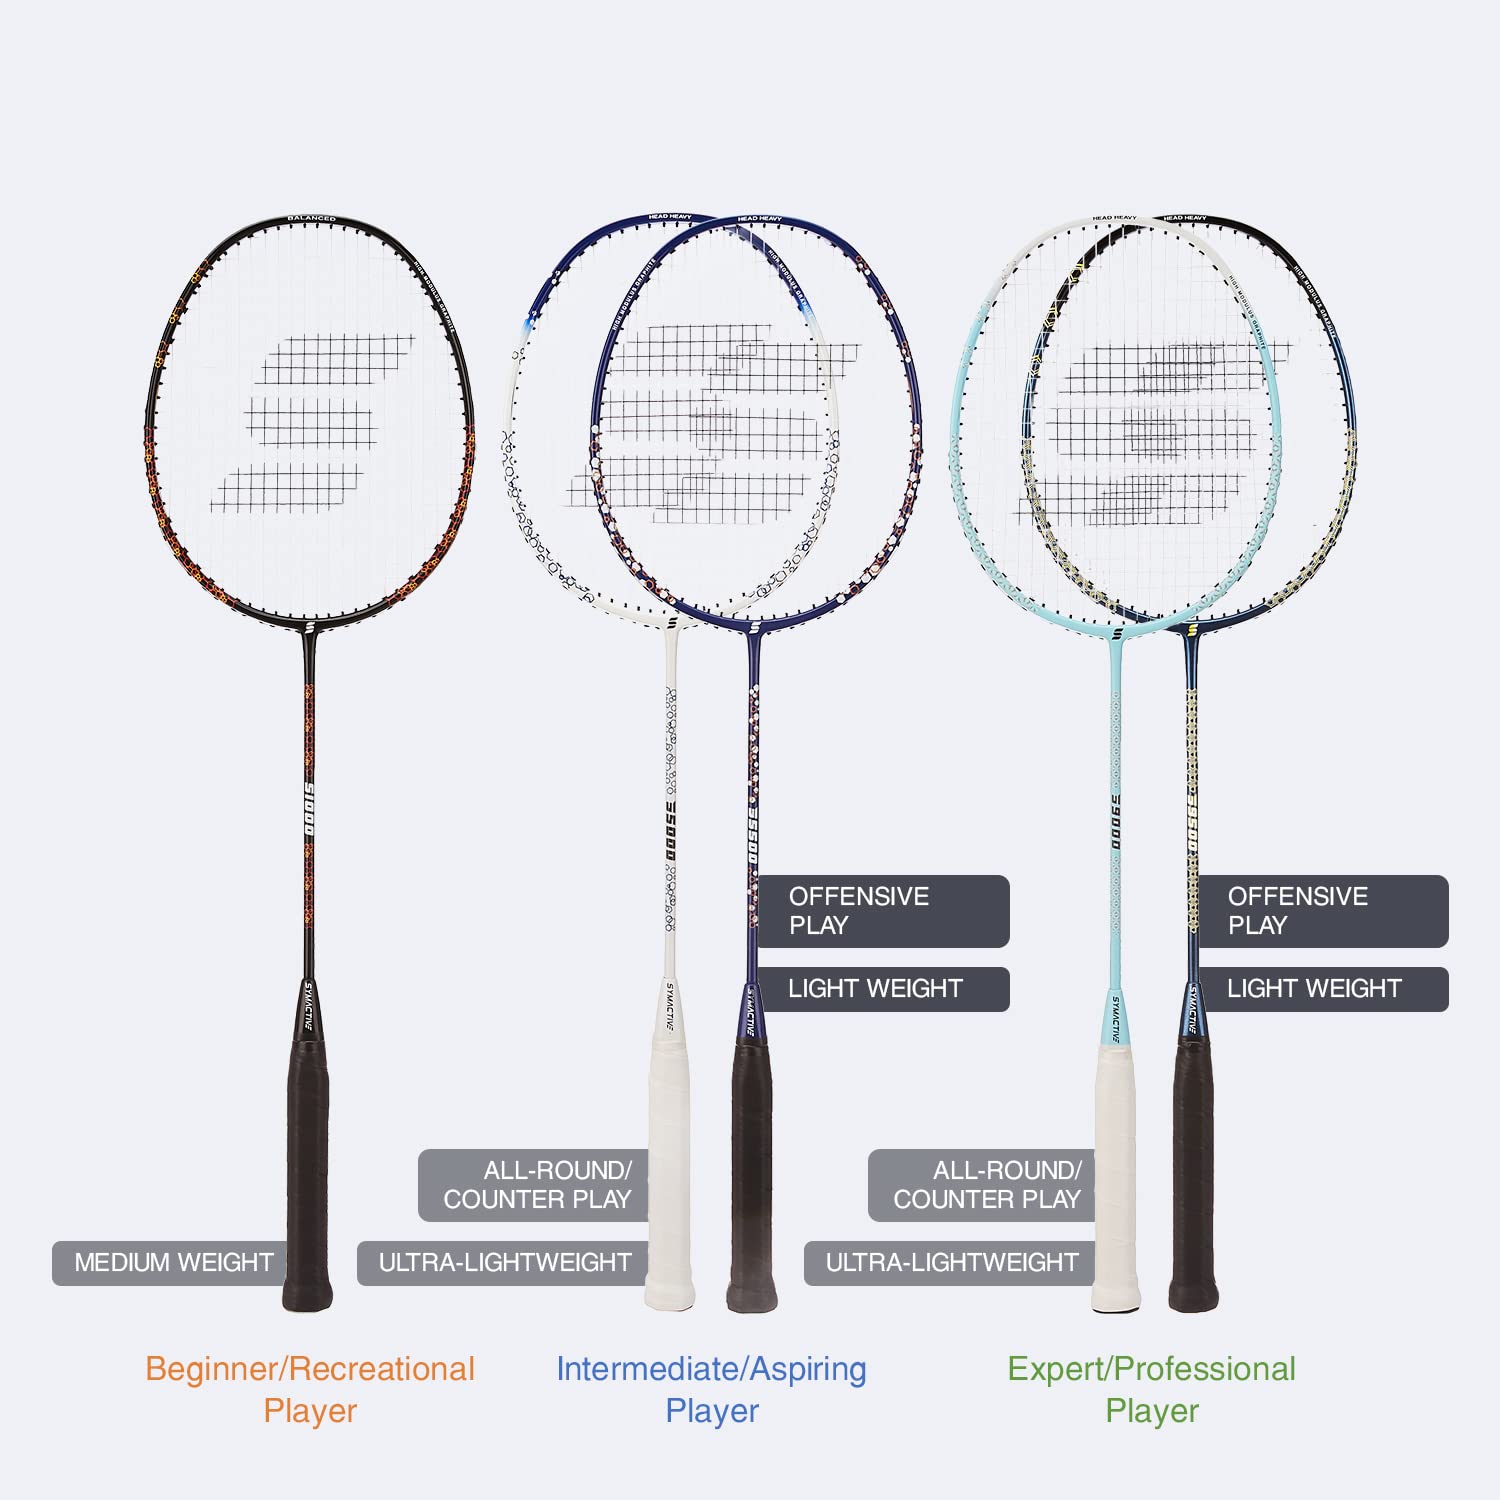 BALANCED
HIGH MODULUS GRAPHITE
S1000
SYMACTIVE
MEDIUM WEIGHT
Beginner/Recreational
Player
HEAD HEAVY
HIGH MODULUS GRAPHITE
S5000
SYMACTIVE
ALL-ROUND/
COUNTER PLAY
ULTRA-LIGHTWEIGHT
HEAD HEAVY
HIGH MODULUS GRAPHITE
S5500
SYMACTIVE
OFFENSIVE
PLAY
LIGHT WEIGHT
Intermediate/Aspiring
Player
HEAD HEAVY
HIGH MODULUS GRAPHITE
S9000
SYMACTIVE
ALL-ROUND/
COUNTER PLAY
ULTRA-LIGHTWEIGHT
HEAD HEAVY
HIGH MODULUS GRAPHITE
S9500
SYMACTIVE
OFFENSIVE
PLAY
LIGHT WEIGHT
Expert/Professional
Player